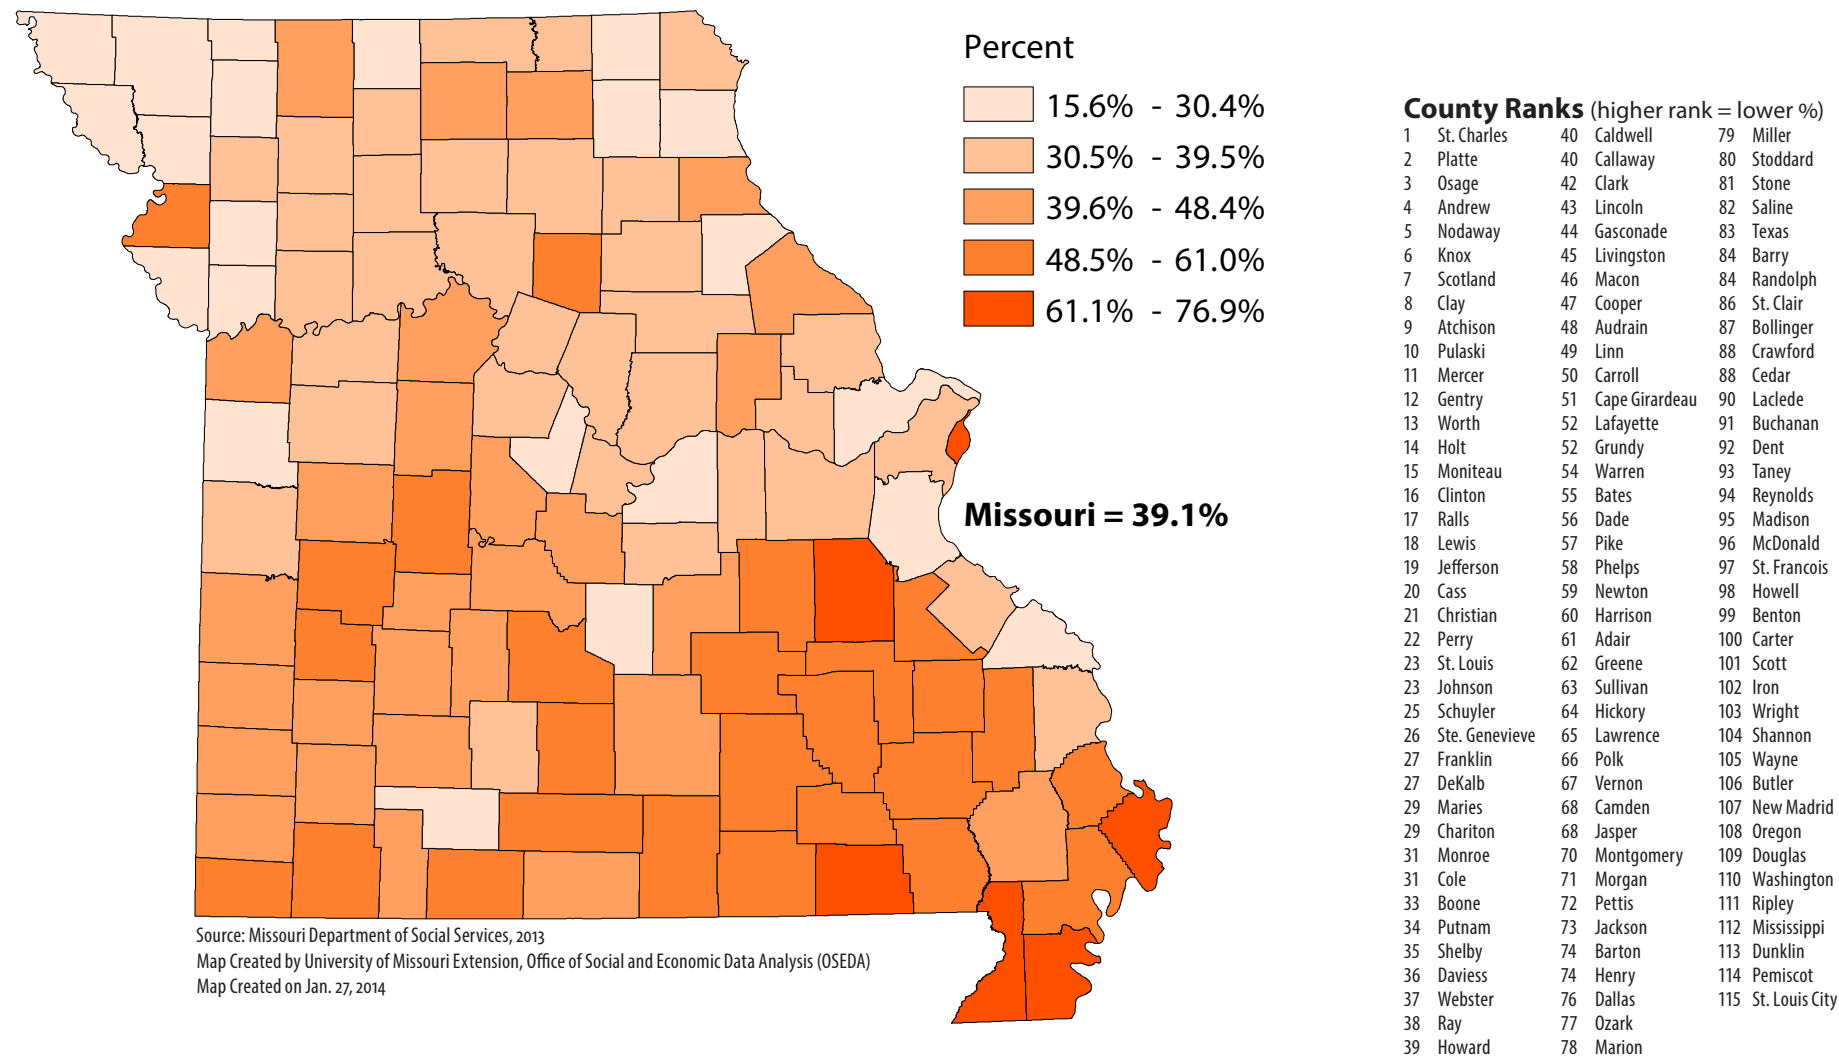 Percent
15.6% - 30.4%
30.5% - 39.5%
39.6% - 48.4%
48.5% - 61.0%
61.1% - 76.9%
Missouri = 39.1%
Source: Missouri Department of Social Services, 2013
Map Created by University of Missouri Extension, Office of Social and Economic Data Analysis (OSEDA)
Map Created on Jan. 27, 2014
County Ranks (higher rank = lower %)
1 St. Charles 40 Caldwell 79 Miller
2 Platte 40 Callaway 80 Stoddard
3 Osage 42 Clark 81 Stone
4 Andrew 43 Lincoln 82 Saline
5 Nodaway 44 Gasconade 83 Texas
6 Knox 45 Livingston 84 Barry
7 Scotland 46 Macon 84 Randolph
8 Clay 47 Cooper 86 St. Clair
9 Atchison 48 Audrain 87 Bollinger
10 Pulaski 49 Linn 88 Crawford
11 Mercer 50 Carroll 88 Cedar
12 Gentry 51 Cape Girardeau 90 Laclede
13 Worth 52 Lafayette 91 Buchanan
14 Holt 52 Grundy 92 Dent
15 Moniteau 54 Warren 93 Taney
16 Clinton 55 Bates 94 Reynolds
17 Ralls 56 Dade 95 Madison
18 Lewis 57 Pike 96 McDonald
19 Jefferson 58 Phelps 97 St. Francois
20 Cass 59 Newton 98 Howell
21 Christian 60 Harrison 99 Benton
22 Perry 61 Adair 100 Carter
23 St. Louis 62 Greene 101 Scott
23 Johnson 63 Sullivan 102 Iron
25 Schuyler 64 Hickory 103 Wright
26 Ste. Genevieve 65 Lawrence 104 Shannon
27 Franklin 66 Polk 105 Wayne
27 DeKalb 67 Vernon 106 Butler
29 Maries 68 Camden 107 New Madrid
29 Chariton 68 Jasper 108 Oregon
31 Monroe 70 Montgomery 109 Douglas
31 Cole 71 Morgan 110 Washington
33 Boone 72 Pettis 111 Ripley
34 Putnam 73 Jackson 112 Mississippi
35 Shelby 74 Barton 113 Dunklin
36 Daviess 74 Henry 114 Pemiscot
37 Webster 76 Dallas 115 St. Louis City
38 Ray 77 Ozark
39 Howard 78 Marion